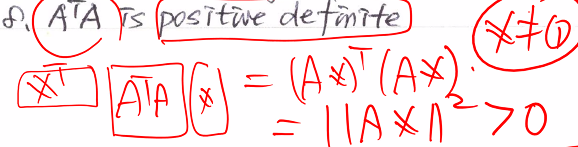 8. AᵀA is positive definite x≠0
xᵀ AᵀA x = (Ax)ᵀ(Ax)
= ||Ax||² > 0